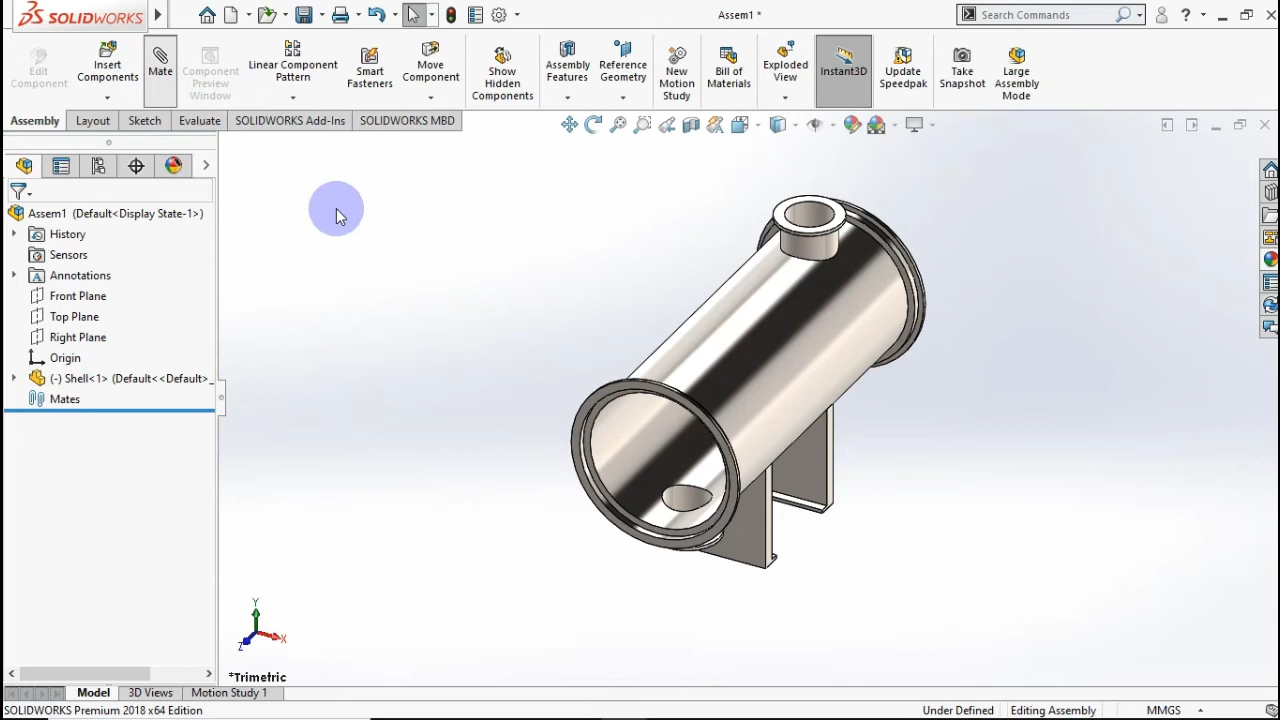 SOLIDWORKS
Assem1 *
Search Commands
?
Edit
Component
Insert
Components
Mate
Component
Preview
Window
Linear Component
Pattern
Smart
Fasteners
Move
Component
Show
Hidden
Components
Assembly
Features
Reference
Geometry
New
Motion
Study
Bill of
Materials
Exploded
View
Instant3D
Update
Speedpak
Take
Snapshot
Large
Assembly
Mode
Assembly
Layout
Sketch
Evaluate
SOLIDWORKS Add-Ins
SOLIDWORKS MBD
Assem1 (Default<Display State-1>)
History
Sensors
Annotations
Front Plane
Top Plane
Right Plane
Origin
(-) Shell<1> (Default<<Default>_
Mates
Y
X
Z
*Trimetric
Model
3D Views
Motion Study 1
SOLIDWORKS Premium 2018 x64 Edition
Under Defined
Editing Assembly
MMGS